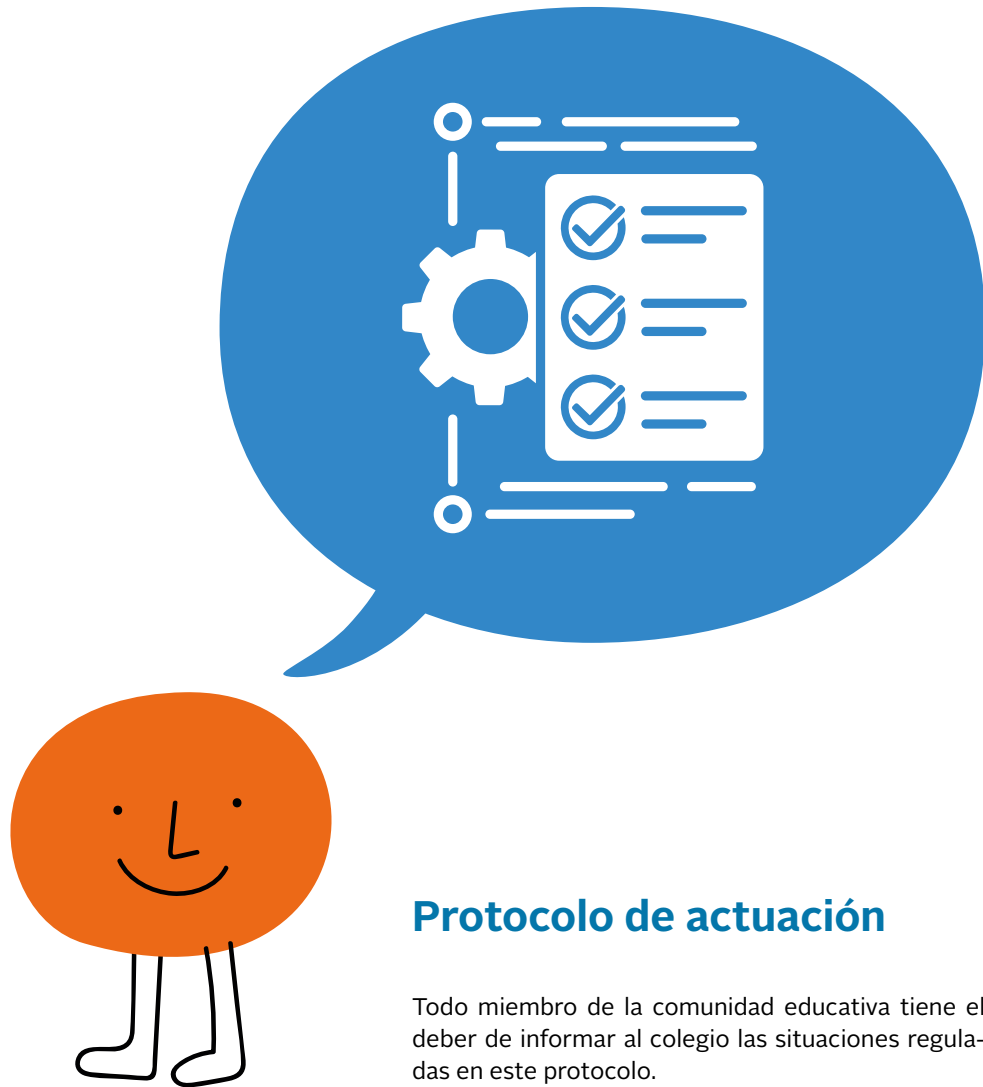 Protocolo de actuación
Todo miembro de la comunidad educativa tiene el
deber de informar al colegio las situaciones regula-
das en este protocolo.